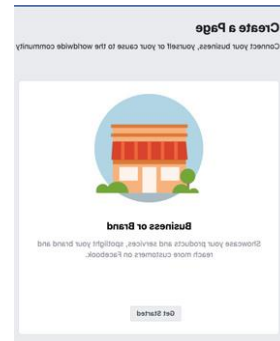 Create a Page
Connect your business, yourself or your cause to the worldwide community
Business or Brand
Showcase your products and services, spotlight your brand and
reach more customers on Facebook.
Get Started